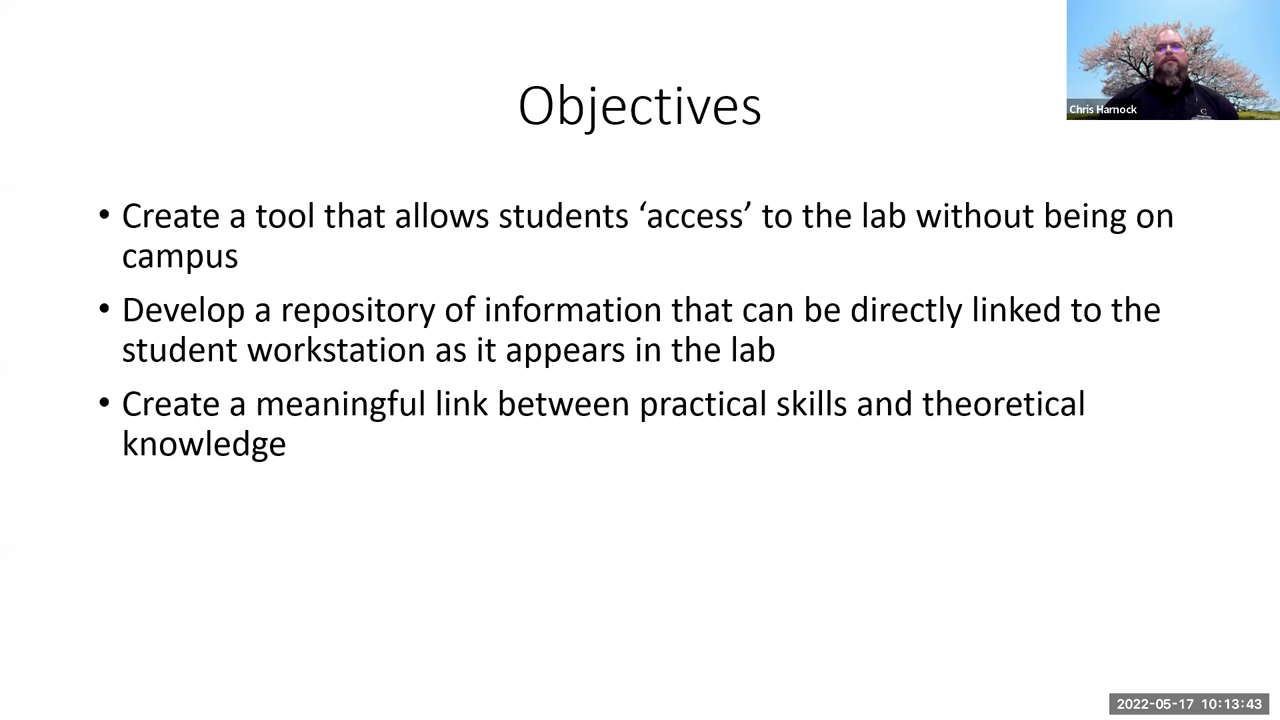 Objectives
Chris Harnock
• Create a tool that allows students ‘access’ to the lab without being on
campus
• Develop a repository of information that can be directly linked to the
student workstation as it appears in the lab
• Create a meaningful link between practical skills and theoretical
knowledge
2022-05-17 10:13:43